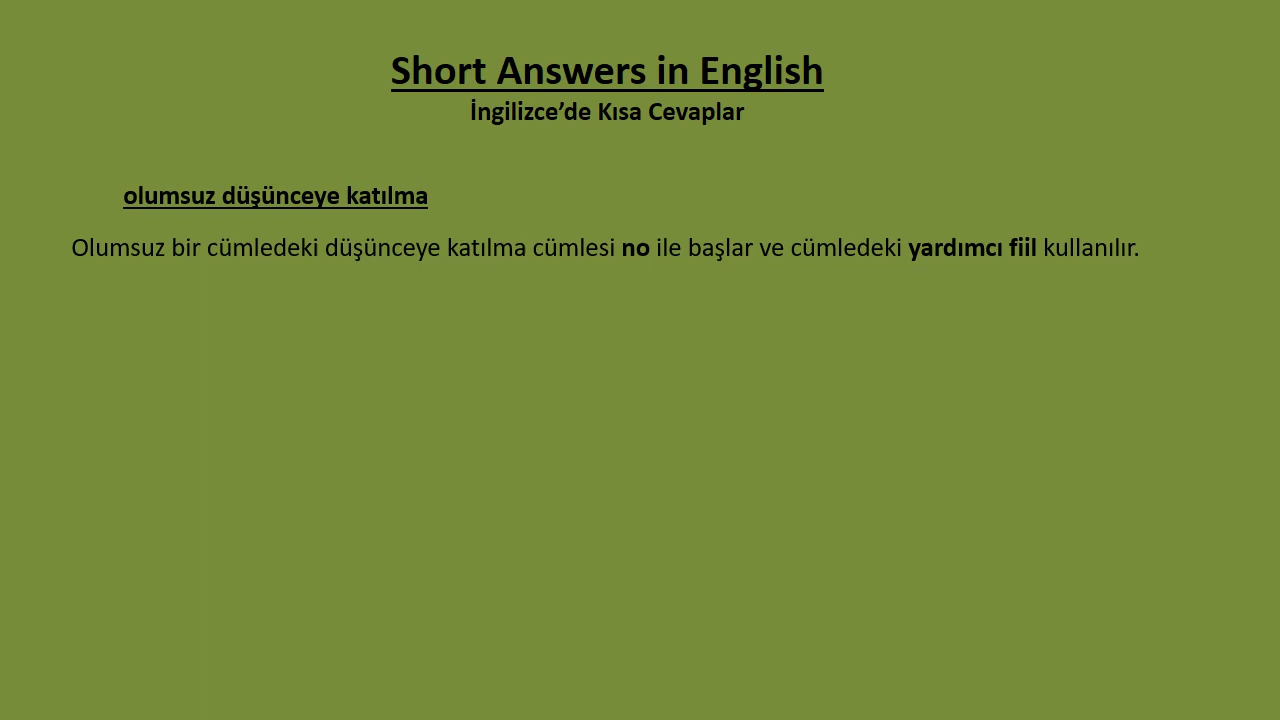 Short Answers in English
İngilizce’de Kısa Cevaplar
olumsuz düşünceye katılma
Olumsuz bir cümledeki düşünceye katılma cümlesi no ile başlar ve cümledeki yardımcı fiil kullanılır.